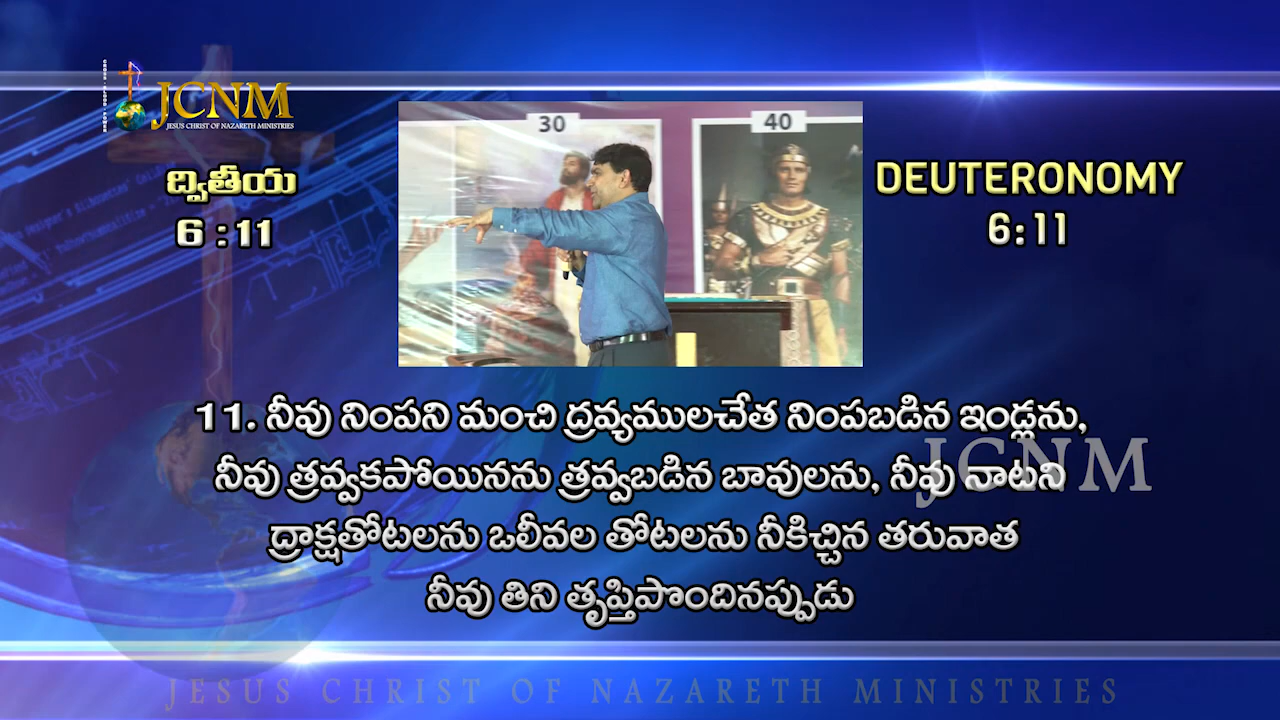 JCNM
JESUS CHRIST OF NAZARETH MINISTRIES
ద్వితీయ
6 : 11
30
40
DEUTERONOMY
6:11
11. నీవు నింపని మంచి ద్రవ్యములచేత నింపబడిన ఇండ్లను,
నీవు త్రవ్వకపోయినను త్రవ్వబడిన బావులను, నీవు నాటని
ద్రాక్షతోటలను ఒలీవల తోటలను నీకిచ్చిన తరువాత
నీవు తిని తృప్తిపొందినప్పుడు
JCNM
JESUS CHRIST OF NAZARETH MINISTRIES